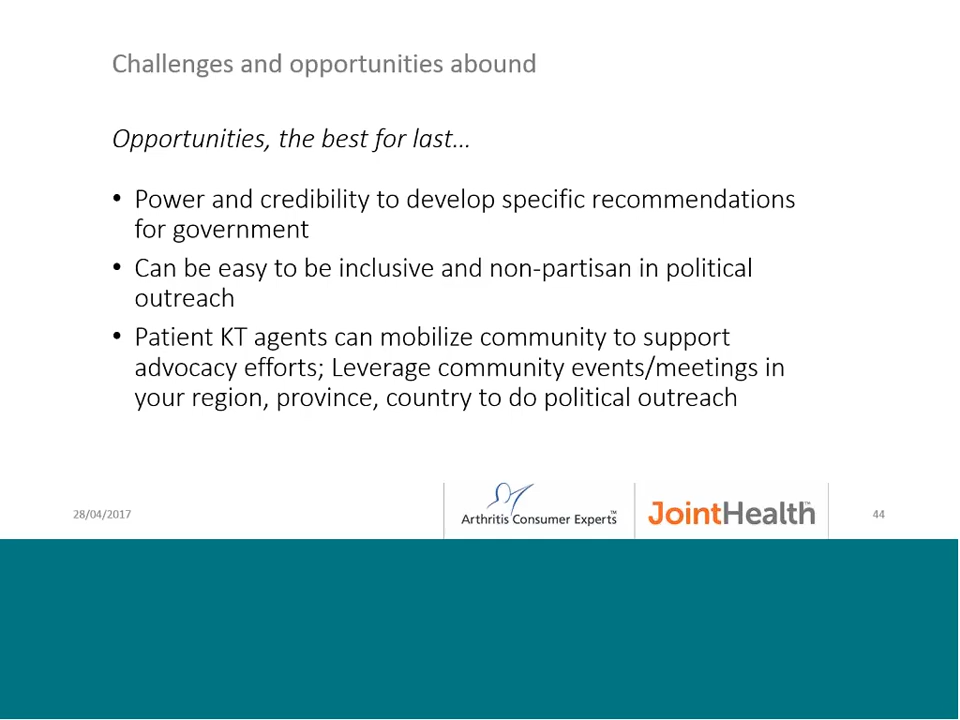 Challenges and opportunities abound
Opportunities, the best for last...
• Power and credibility to develop specific recommendations
for government
• Can be easy to be inclusive and non-partisan in political
outreach
• Patient KT agents can mobilize community to support
advocacy efforts; Leverage community events/meetings in
your region, province, country to do political outreach
28/04/2017
Arthritis Consumer Experts™
JointHealth™
44